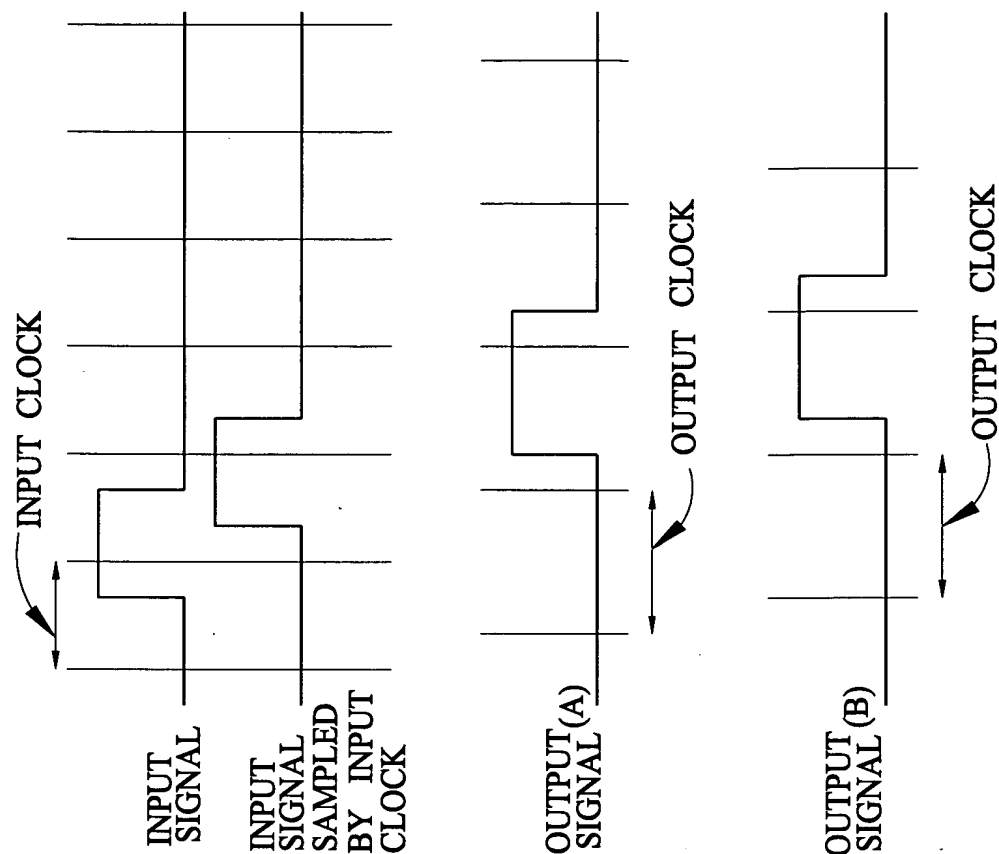 INPUT CLOCK
INPUT
SIGNAL
INPUT
SIGNAL
SAMPLED
BY INPUT
CLOCK
OUTPUT
SIGNAL (A)
OUTPUT CLOCK
OUTPUT
SIGNAL (B)
OUTPUT CLOCK